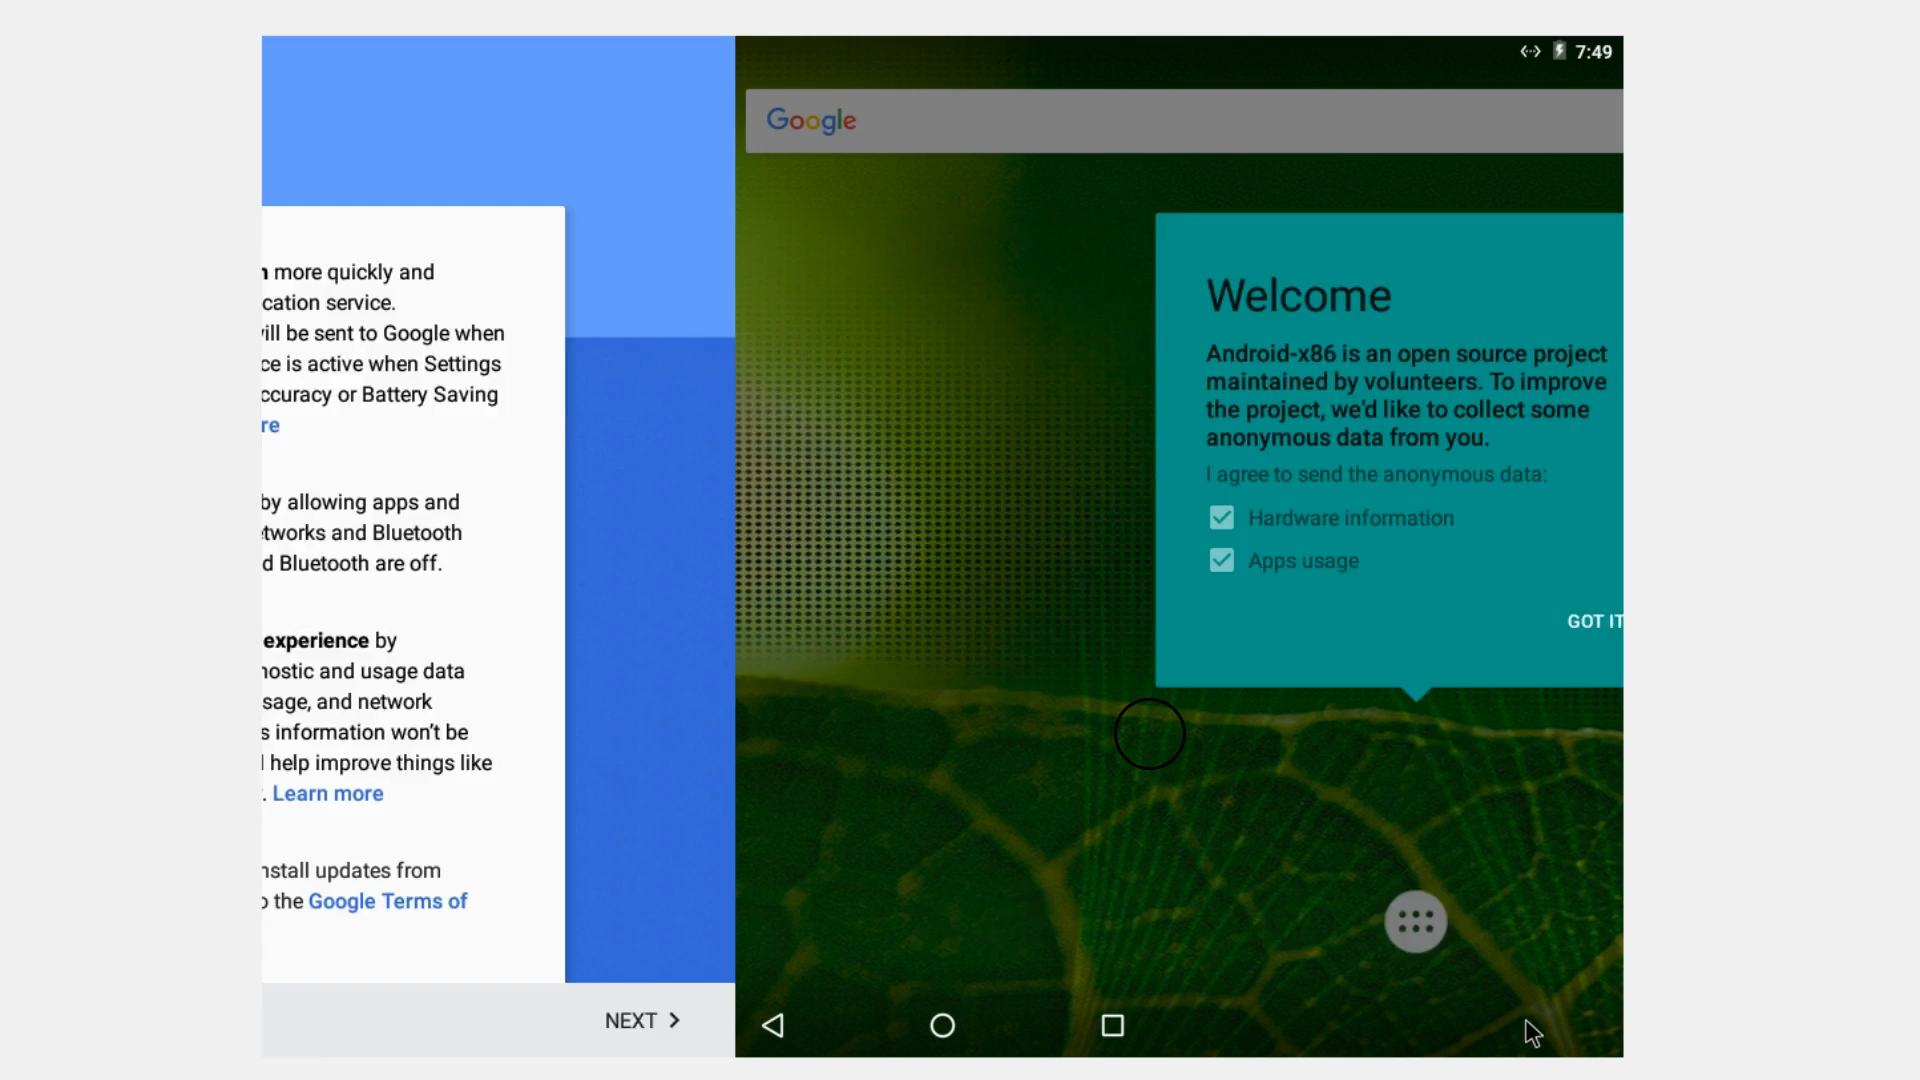 more quickly and
cation service.
ill be sent to Google when
ce is active when Settings
ccuracy or Battery Saving
re
by allowing apps and
tworks and Bluetooth
d Bluetooth are off.
experience by
nostic and usage data
sage, and network
s information won't be
help improve things like
. Learn more
nstall updates from
the Google Terms of
NEXT
7:49
Google
Welcome
Android-x86 is an open source project
maintained by volunteers. To improve
the project, we'd like to collect some
anonymous data from you.
I agree to send the anonymous data:
Hardware information
Apps usage
GOT IT